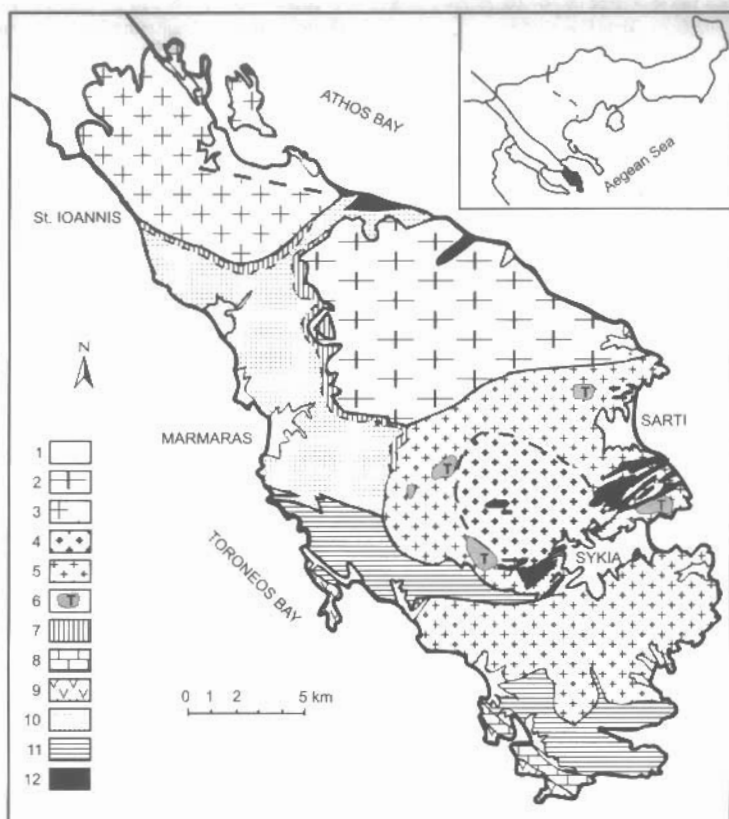 ATHOS BAY
Aegean Sea
St. IOANNIS
N
MARMARAS
SARTI
TORONEOS BAY
SYKIA
T
T
T
T
0 1 2 5 km
1
2
3
4
5
6 T
7
8
9
10
11
12